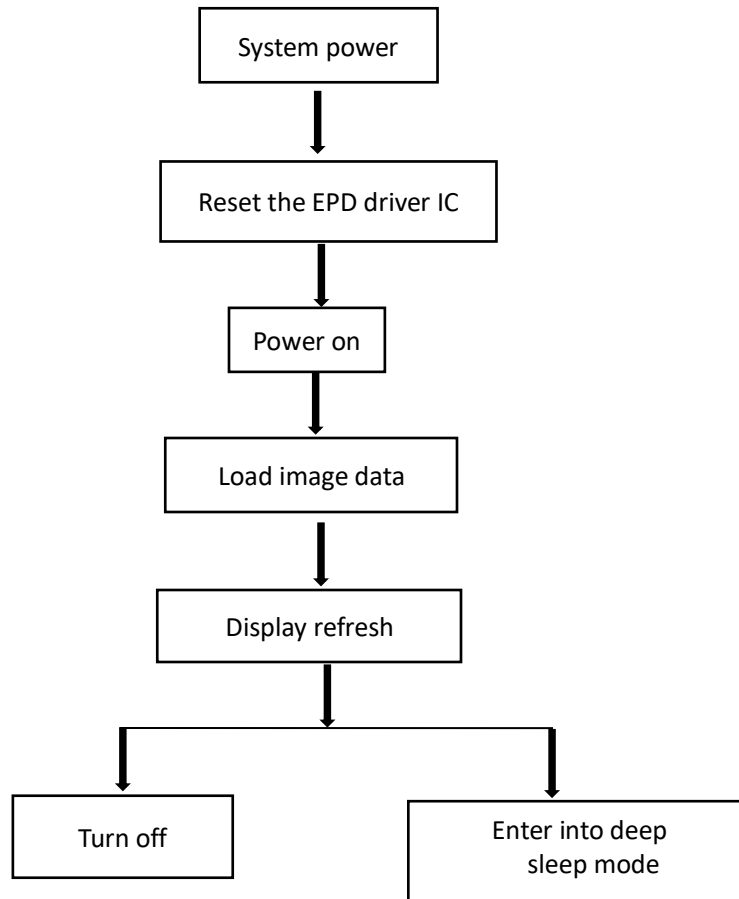 System power
Reset the EPD driver IC
Power on
Load image data
Display refresh
Turn off
Enter into deep
sleep mode